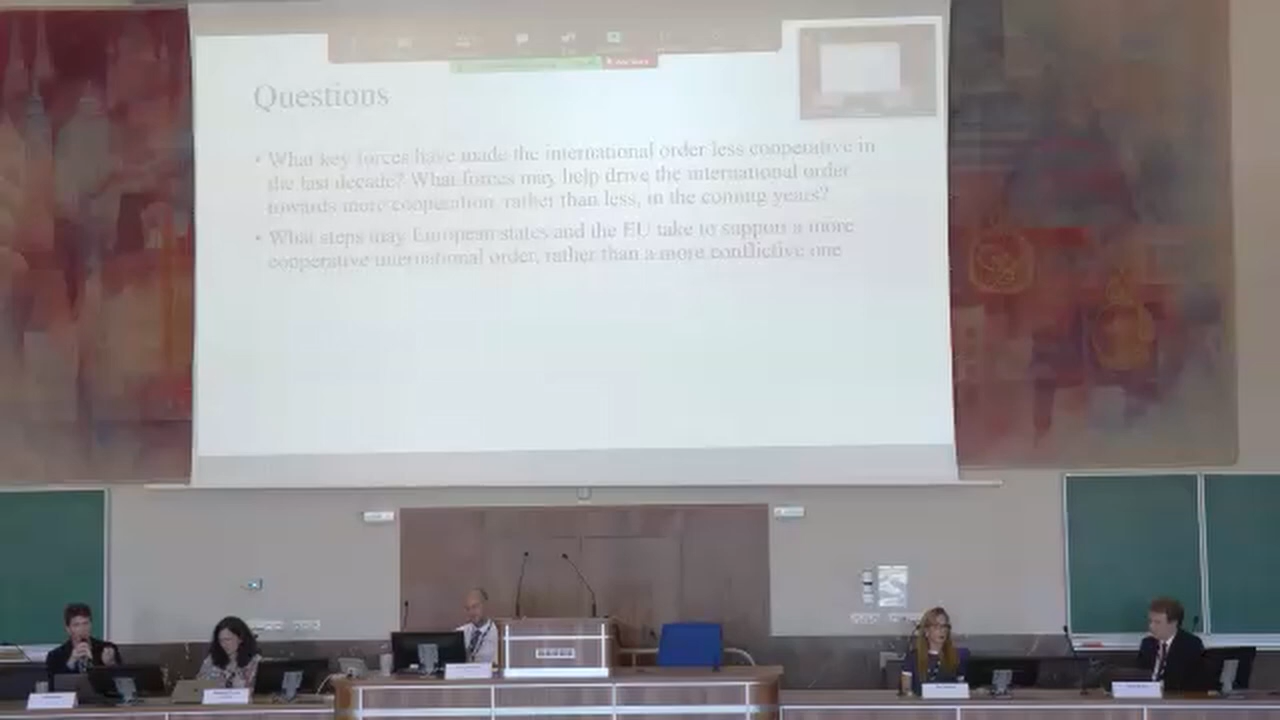 Questions
• What key forces have made the international order less cooperative in
the last decade? What forces may help drive the international order
towards more cooperation, rather than less, in the coming years?
• What steps may European states and the EU take to support a more
cooperative international order, rather than a more conflictive one